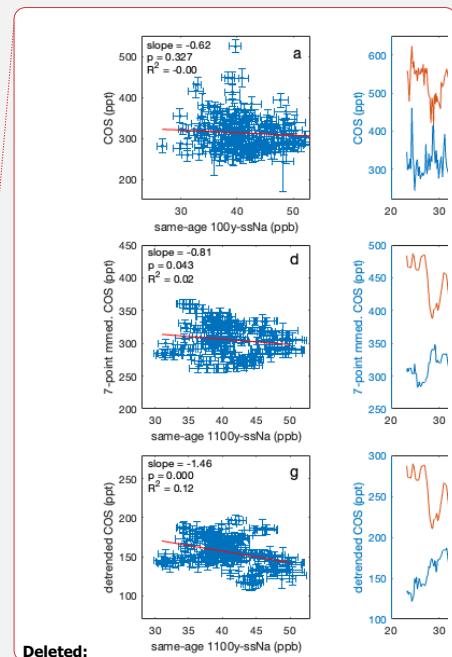 slope = -0.62
p = 0.327
R² = -0.00
a
550
500
450
400
350
300
250
200
COS (ppt)
30
40
50
same-age 100y-ssNa (ppb)
600
500
400
300
COS (ppt)
20
30
slope = -0.81
p = 0.043
R² = 0.02
d
450
400
350
300
250
200
7-point mmed. COS (ppt)
30
35
40
45
50
same-age 1100y-ssNa (ppb)
450
400
350
300
250
7-point mmed. COS (ppt)
20
30
slope = -1.46
p = 0.000
R² = 0.12
g
250
200
150
100
detrended COS (ppt)
30
35
40
45
50
same-age 1100y-ssNa (ppb)
300
250
200
150
100
detrended COS (ppt)
20
30
Deleted: